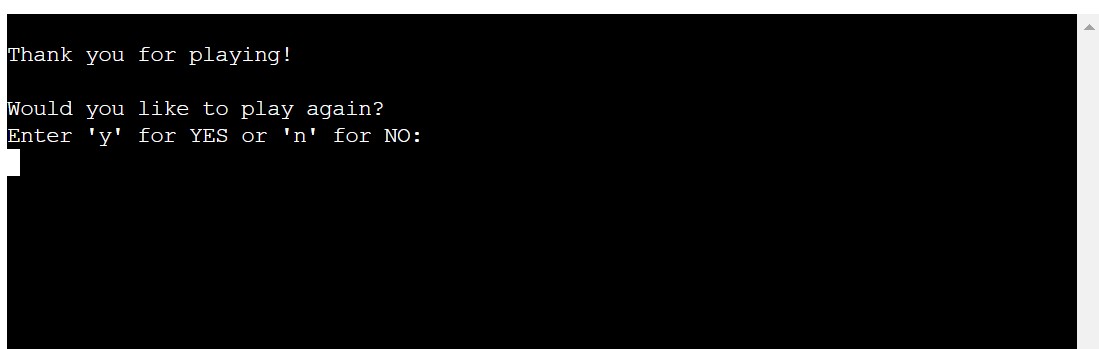 Thank you for playing!
Would you like to play again?
Enter 'y' for YES or 'n' for NO: